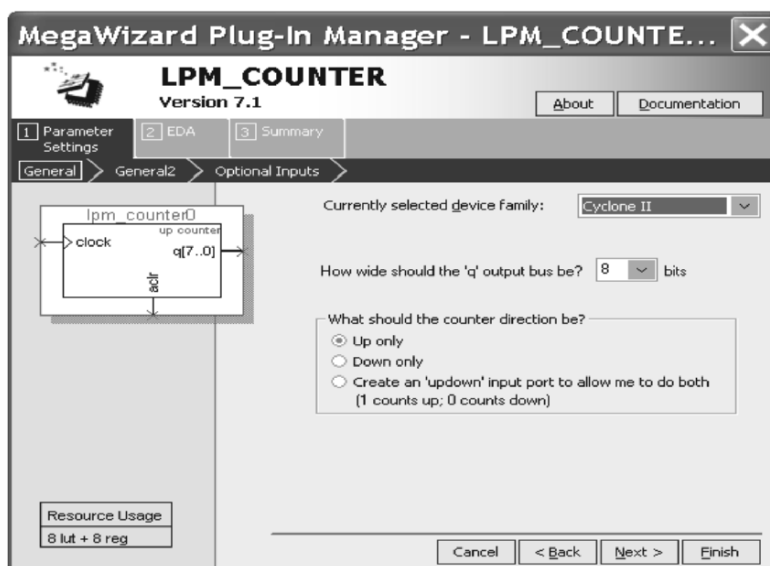 MegaWizard Plug-In Manager - LPM_COUNTE...
LPM_COUNTER
Version 7.1
About
Documentation
1 Parameter Settings
2 EDA
3 Summary
General
General2
Optional Inputs
lpm_counter0
up counter
clock
q[7..0]
aclr
Currently selected device family:
Cyclone II
How wide should the 'q' output bus be?
8
bits
What should the counter direction be?
Up only
Down only
Create an 'updown' input port to allow me to do both
(1 counts up; 0 counts down)
Resource Usage
8 lut + 8 reg
Cancel
< Back
Next >
Finish